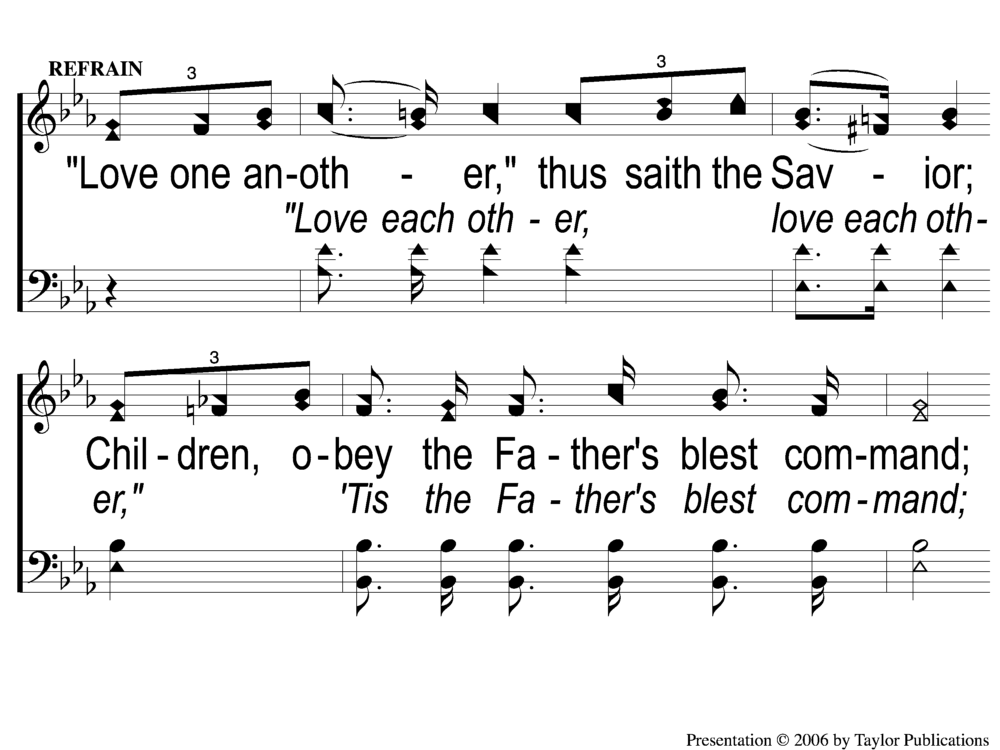 REFRAIN
3 3
"Love one an-oth - er," thus saith the Sav - ior;
"Love each oth - er, love each oth-
3
Chil - dren, o - bey the Fa - ther's blest com-mand;
er," 'Tis the Fa - ther's blest com - mand;
Presentation © 2006 by Taylor Publications